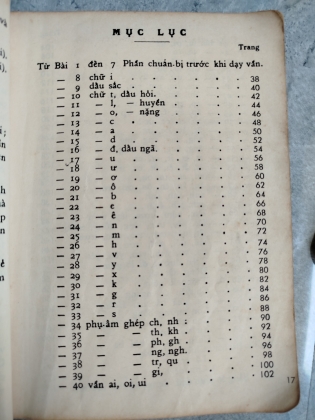 MỤC LỤC
Trang
Từ Bài 1 đến 7 Phần chuẩn-bị trước khi dạy vần.
— 8 chữ i . . . . . . 38
— 9 dấu sắc . . . . . . 40
— 10 chữ t, dấu hỏi. . . . . . 42
— 11 — l, — huyền . . . . . 44
— 12 — o, — nặng . . . . . 46
— 13 — c . . . . . . 48
— 14 — a . . . . . . 50
— 15 — d . . . . . . 52
— 16 — đ, dấu ngã. . . . . . 54
— 17 — u . . . . . . 56
— 18 — ư . . . . . . 58
— 19 — ơ . . . . . . 60
— 20 — ô . . . . . . 62
— 21 — b . . . . . . 64
— 22 — e . . . . . . 66
— 23 — ê . . . . . . 68
— 24 — n . . . . . . 70
— 25 — m . . . . . . 72
— 26 — h . . . . . . 74
— 27 — v . . . . . . 76
— 28 — y . . . . . . 78
— 29 — x . . . . . . 80
— 30 — k . . . . . . 82
— 31 — g . . . . . . 84
— 32 — r . . . . . . 86
— 33 — s . . . . . . 88
— 34 phụ-âm ghép ch, nh : . . . 90
— 35 — th, kh . . . . 92
— 36 — ph, gh . . . . 94
— 37 — ng, ngh. . . . 96
— 38 — tr, qu . . . . 98
— 39 — gi, . . . . 100
— 40 vần ai, oi, ui . . . . 102
17